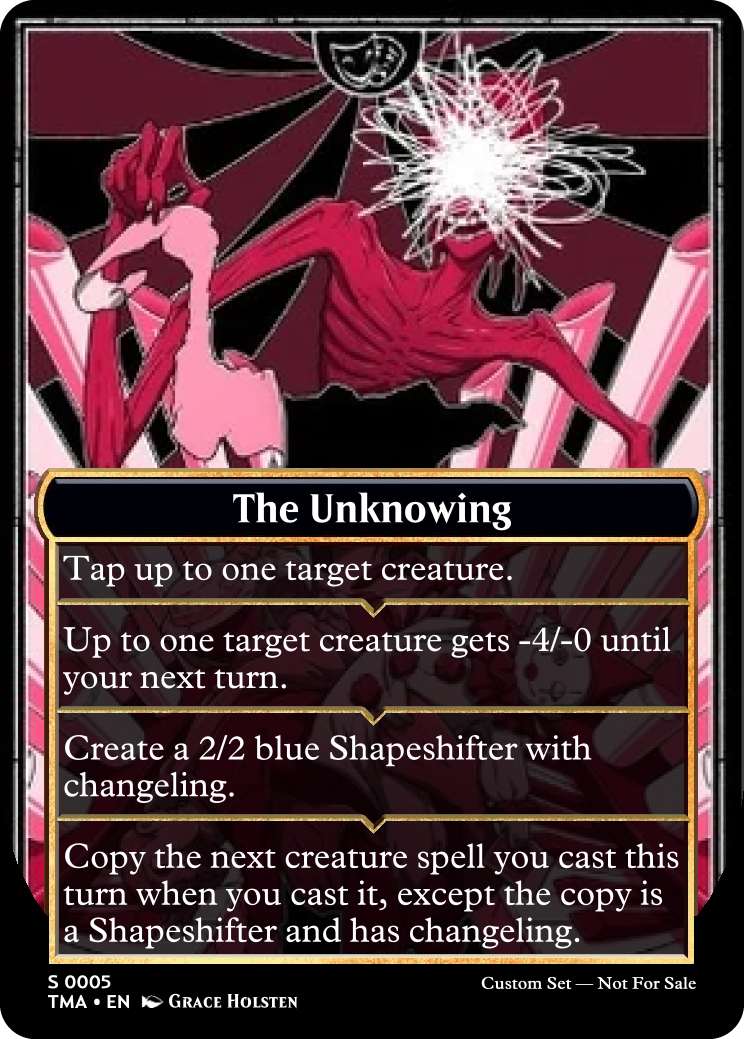 The Unknowing
Tap up to one target creature.
Up to one target creature gets -4/-0 until
your next turn.
Create a 2/2 blue Shapeshifter with
changeling.
Copy the next creature spell you cast this
turn when you cast it, except the copy is
a Shapeshifter and has changeling.
S 0005
Custom Set — Not For Sale
TMA • EN Grace Holsten